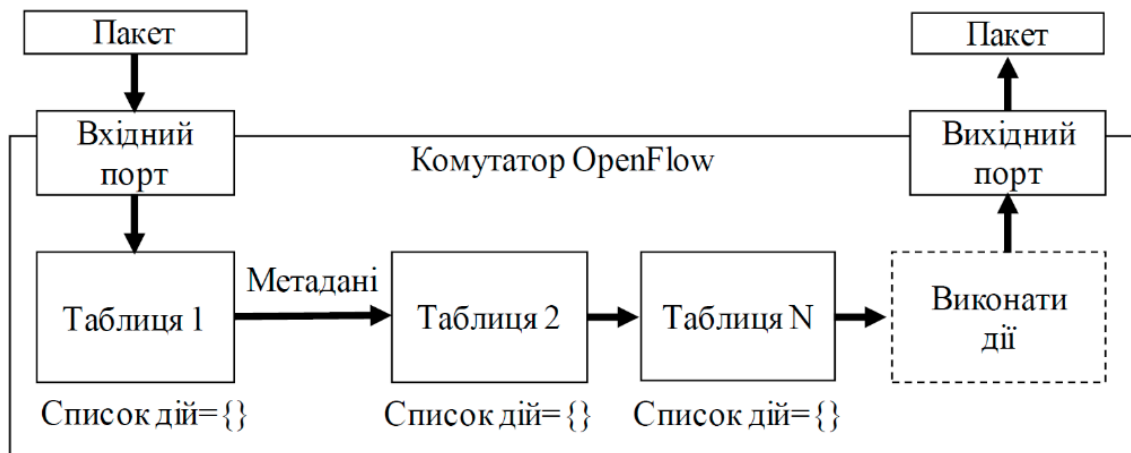 Пакет
Пакет
Вхідний
порт
Комутатор OpenFlow
Вихідний
порт
Таблиця 1
Метадані
Таблиця 2
Таблиця N
Виконати
дії
Список дій={}
Список дій={}
Список дій={}